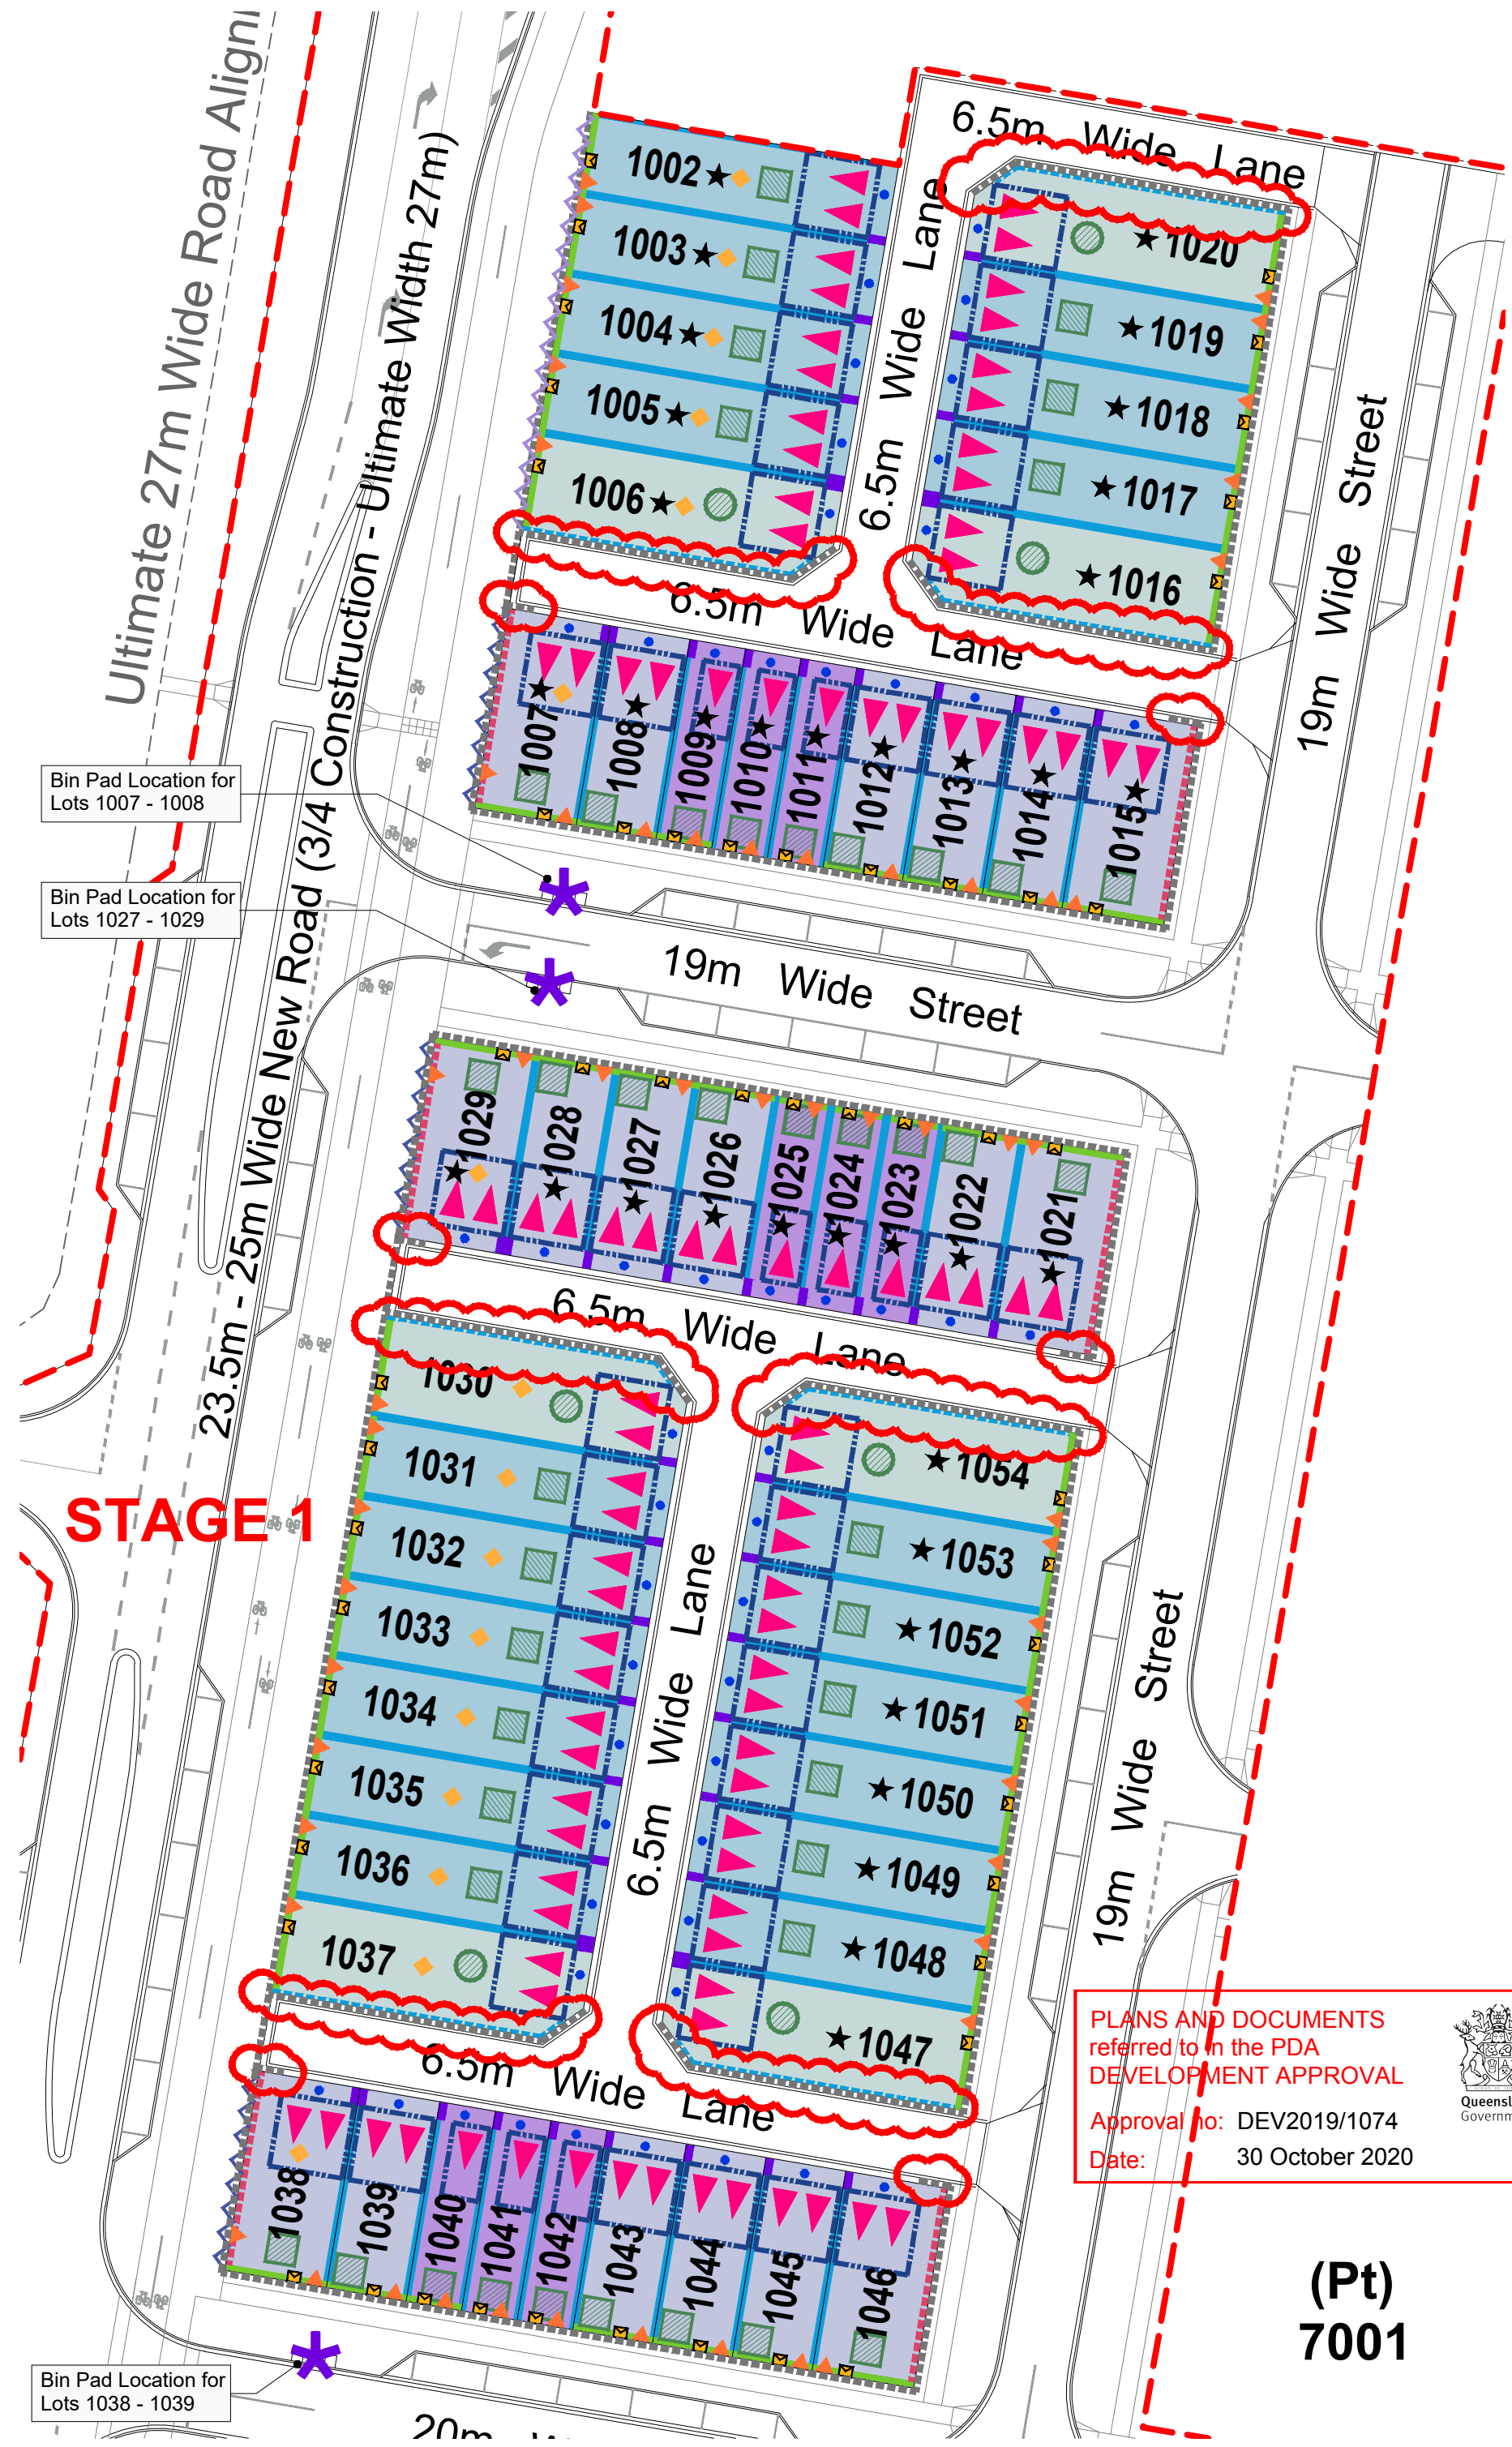 Ultimate 27m Wide Road Align
23.5m - 25m Wide New Road (3/4 Construction - Ultimate Width 27m)
6.5m Wide Lane
6.5m Wide Lane
1002
1003
1004
1005
1006
1020
1019
1018
1017
1016
19m Wide Street
6.5m Wide Lane
1007
1008
1009
1010
1011
1012
1013
1014
1015
Bin Pad Location for
Lots 1007 - 1008
Bin Pad Location for
Lots 1027 - 1029
19m Wide Street
1029
1028
1027
1026
1025
1024
1023
1022
1021
6.5m Wide Lane
STAGE 1
1030
1031
1032
1033
1034
1035
1036
1037
6.5m Wide Lane
1054
1053
1052
1051
1050
1049
1048
1047
19m Wide Street
6.5m Wide Lane
1038
1039
1040
1041
1042
1043
1044
1045
1046
PLANS AND DOCUMENTS
referred to in the PDA
DEVELOPMENT APPROVAL
Approval no: DEV2019/1074
Date: 30 October 2020
Queensl
Governm
(Pt)
7001
Bin Pad Location for
Lots 1038 - 1039
20m